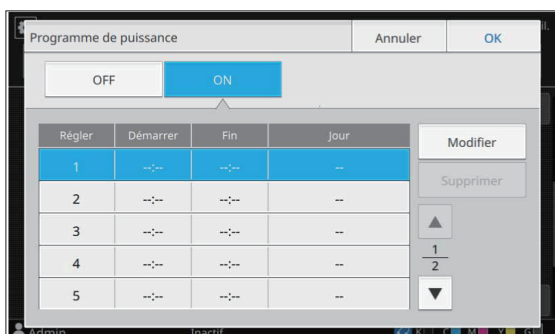 Programme de puissance Annuler OK
OFF ON
Régler Démarrer Fin Jour Modifier
1 --:-- --:-- -- Supprimer
2 --:-- --:-- --
3 --:-- --:-- --
4 --:-- --:-- -- 1
2
5 --:-- --:-- --
Admin Inactif K C M Y G